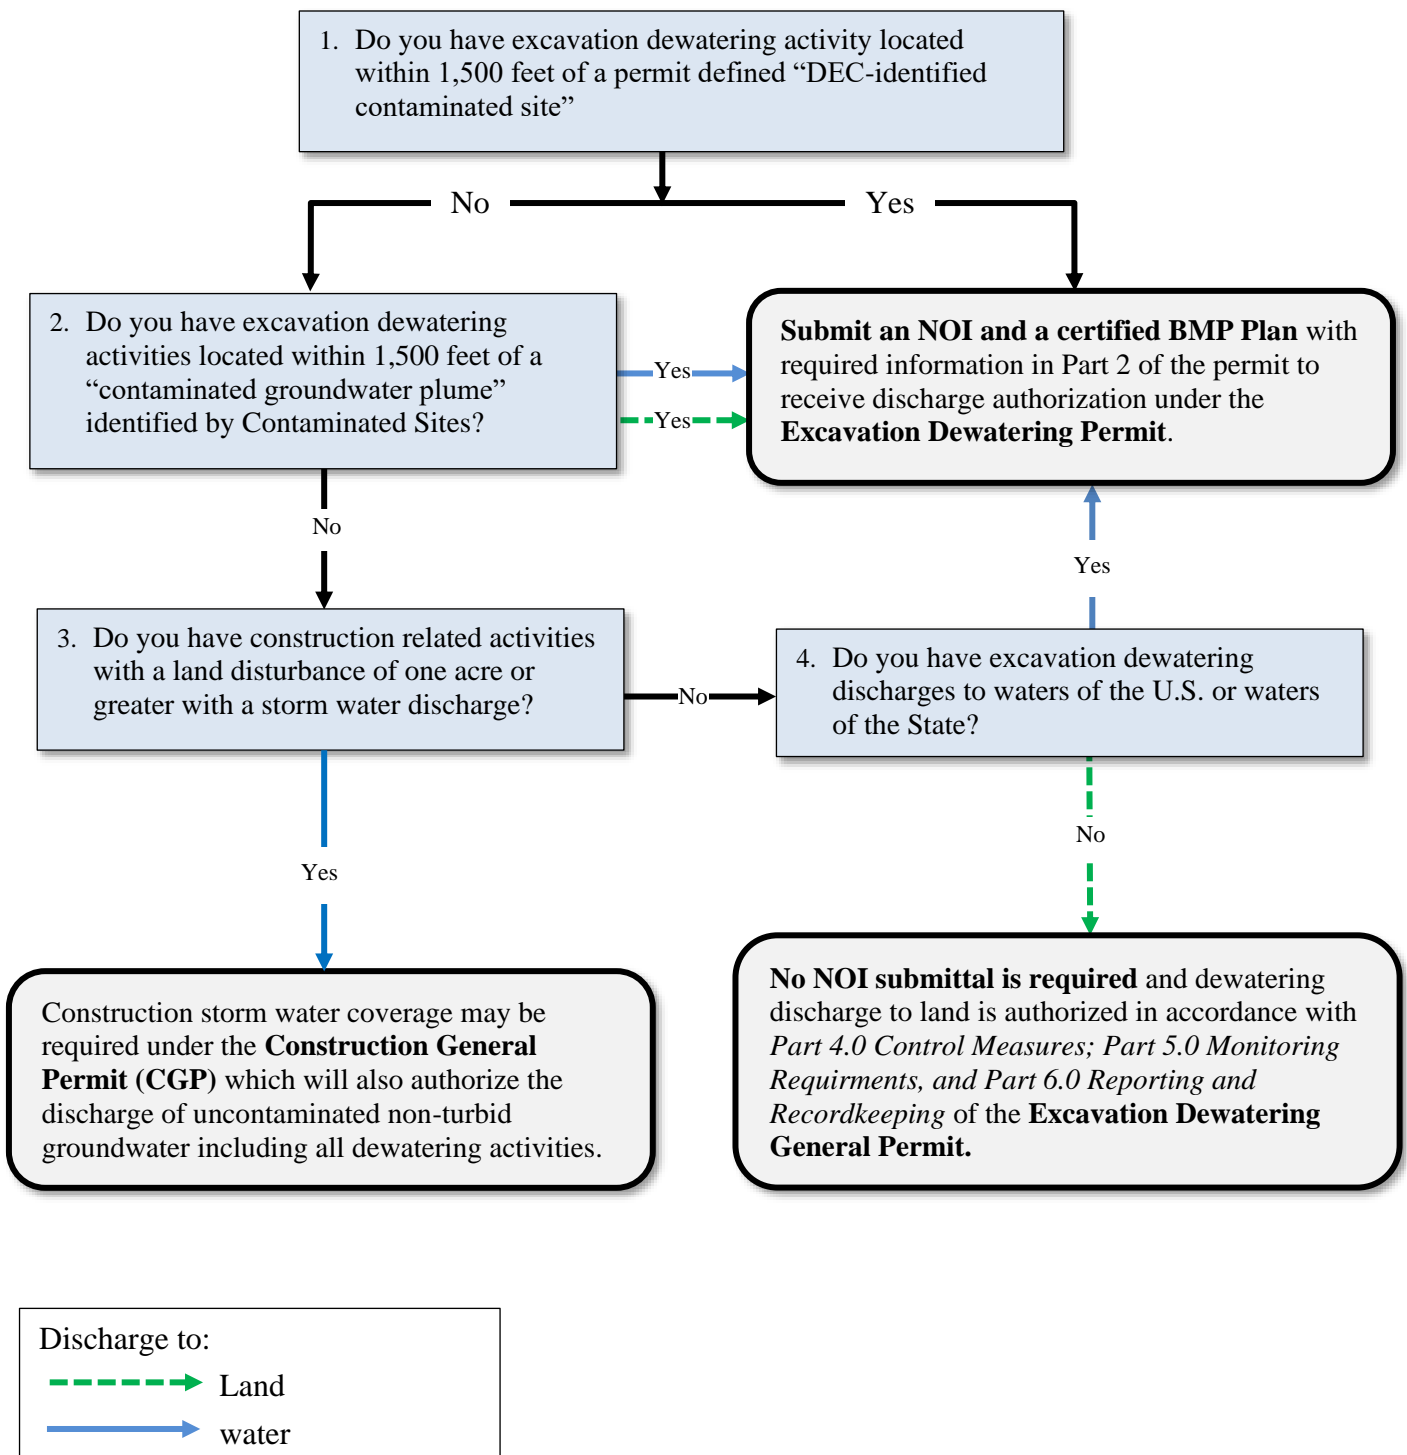 1. Do you have excavation dewatering activity located
within 1,500 feet of a permit defined “DEC-identified
contaminated site”
No
Yes
2. Do you have excavation dewatering
activities located within 1,500 feet of a
“contaminated groundwater plume”
identified by Contaminated Sites?
Yes
Yes
Submit an NOI and a certified BMP Plan with
required information in Part 2 of the permit to
receive discharge authorization under the
Excavation Dewatering Permit.
No
Yes
3. Do you have construction related activities
with a land disturbance of one acre or
greater with a storm water discharge?
No
4. Do you have excavation dewatering
discharges to waters of the U.S. or waters
of the State?
Yes
No
Construction storm water coverage may be
required under the Construction General
Permit (CGP) which will also authorize the
discharge of uncontaminated non-turbid
groundwater including all dewatering activities.
No NOI submittal is required and dewatering
discharge to land is authorized in accordance with
Part 4.0 Control Measures; Part 5.0 Monitoring
Requirments, and Part 6.0 Reporting and
Recordkeeping of the Excavation Dewatering
General Permit.
Discharge to:
Land
water